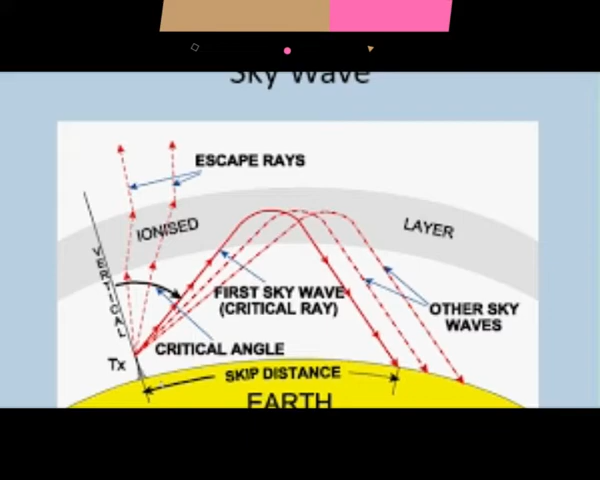 Sky Wave
ESCAPE RAYS
IONISED
LAYER
VERTICAL
FIRST SKY WAVE
(CRITICAL RAY)
OTHER SKY
WAVES
CRITICAL ANGLE
Tx
SKIP DISTANCE
EARTH